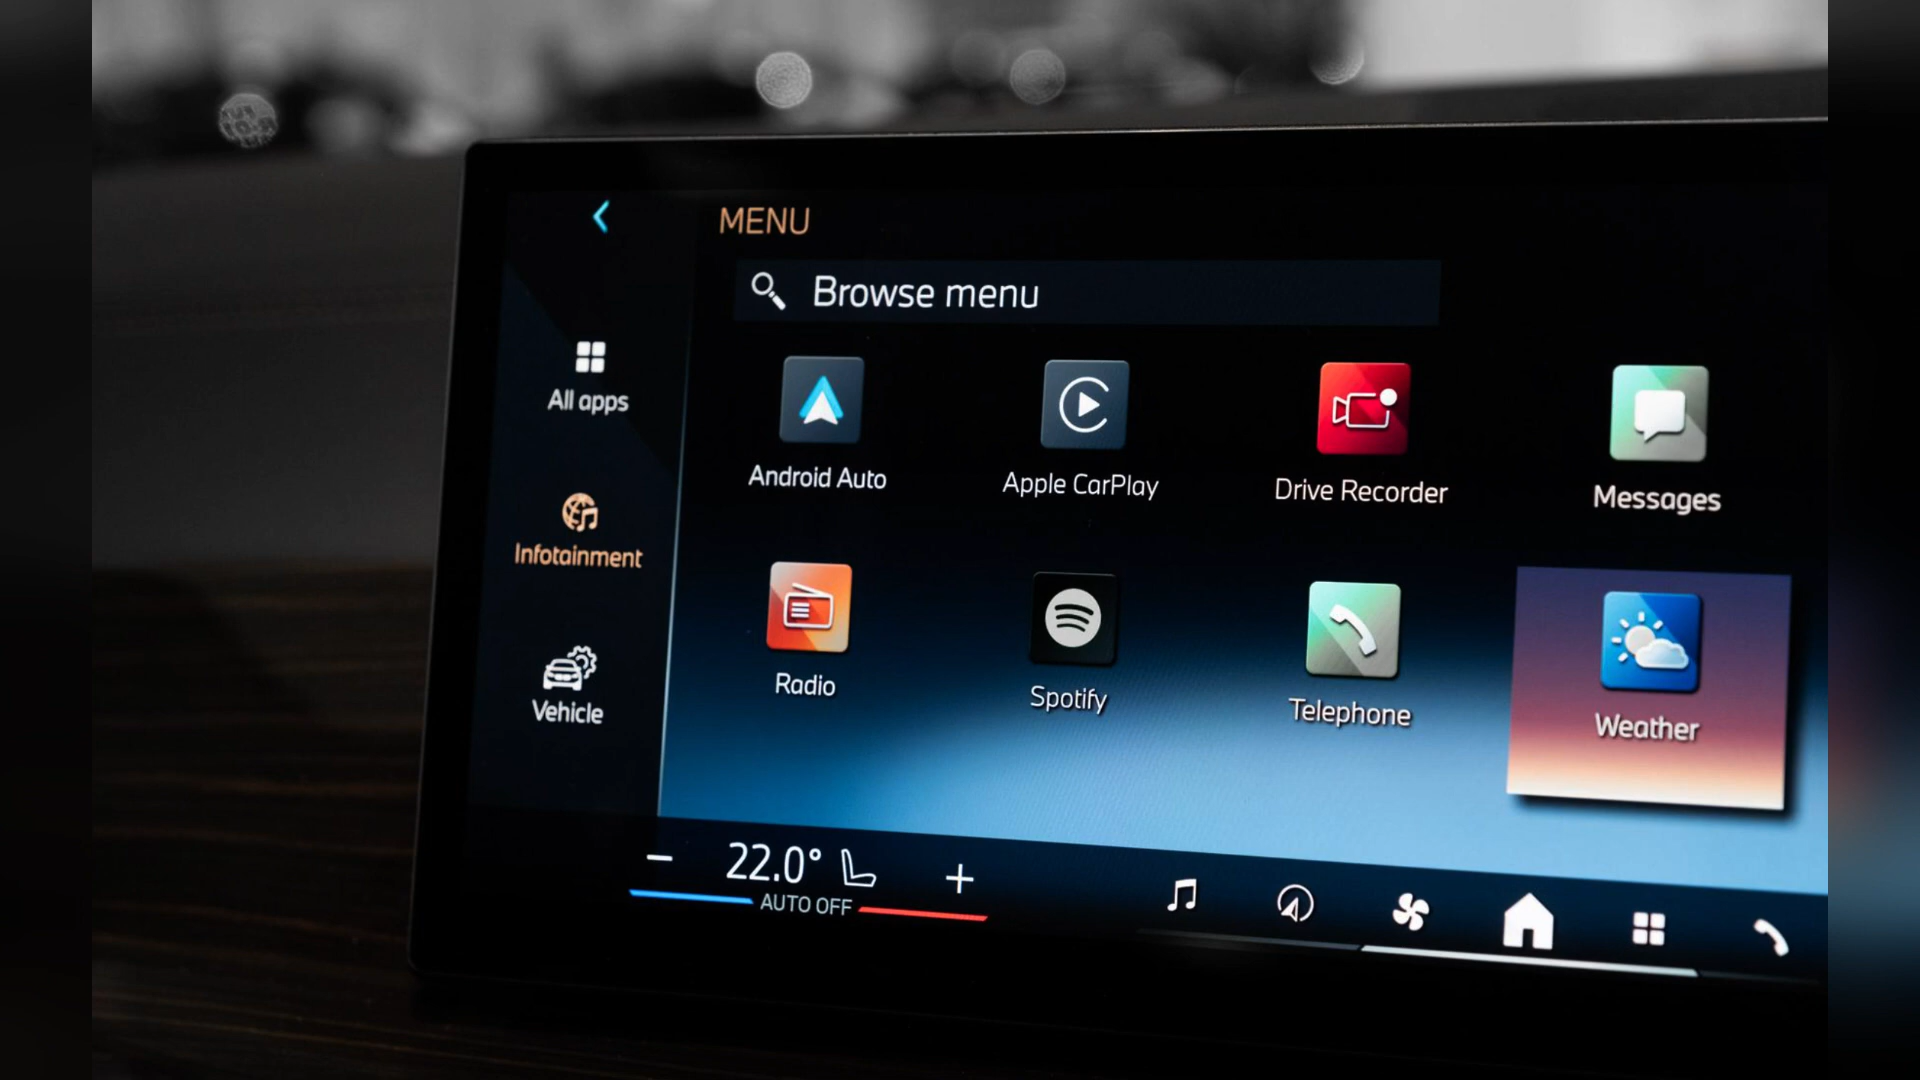 MENU
Browse menu
All apps
Infotainment
Vehicle
Android Auto
Apple CarPlay
Drive Recorder
Messages
Radio
Spotify
Telephone
Weather
22.0°
AUTO OFF